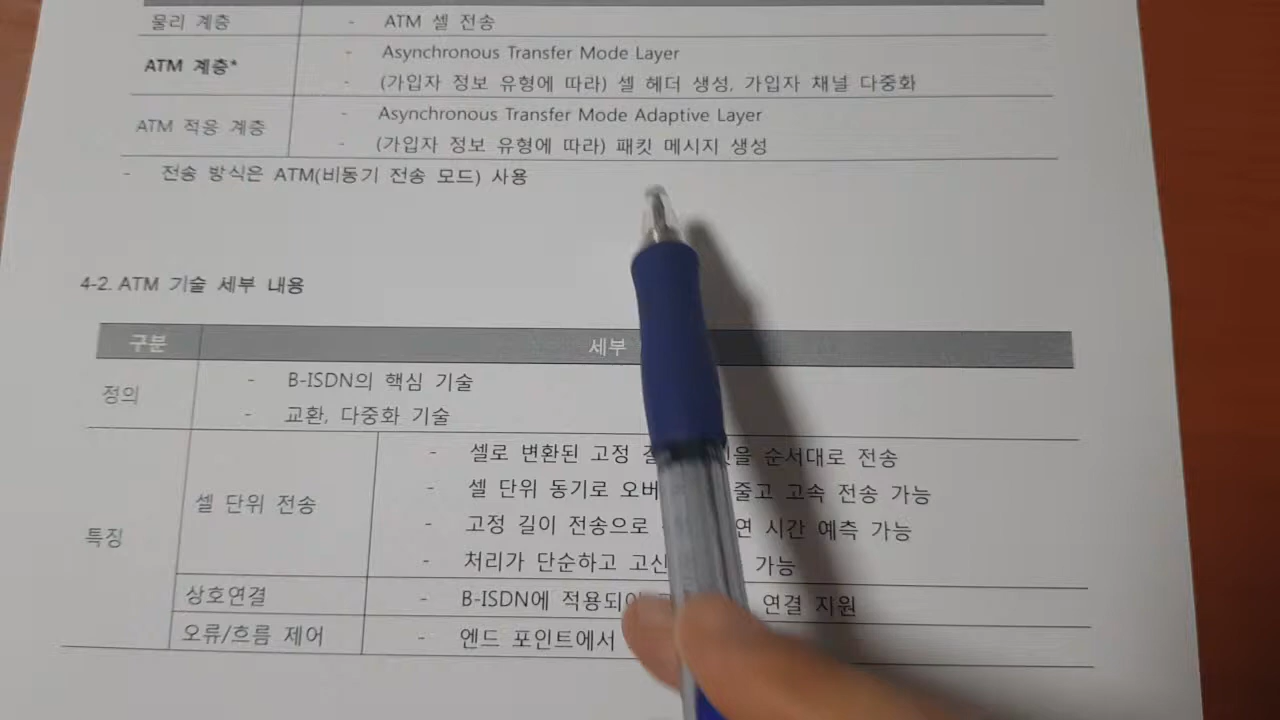 물리 계층 - ATM 셀 전송
ATM 계층* - Asynchronous Transfer Mode Layer
- (가입자 정보 유형에 따라) 셀 헤더 생성, 가입자 채널 다중화
ATM 적응 계층 - Asynchronous Transfer Mode Adaptive Layer
- (가입자 정보 유형에 따라) 패킷 메시지 생성
- 전송 방식은 ATM(비동기 전송 모드) 사용
4-2. ATM 기술 세부 내용
구분 세부
정의 - B-ISDN의 핵심 기술
- 교환, 다중화 기술
특징
셀 단위 전송 - 셀로 변환된 고정 순서대로 전송
- 셀 단위 동기로 줄고 고속 전송 가능
- 고정 길이 전송으로 시간 예측 가능
- 처리가 단순하고 가능
상호연결 - B-ISDN에 연결 지원
오류/흐름 제어 - 엔드 포인트에서